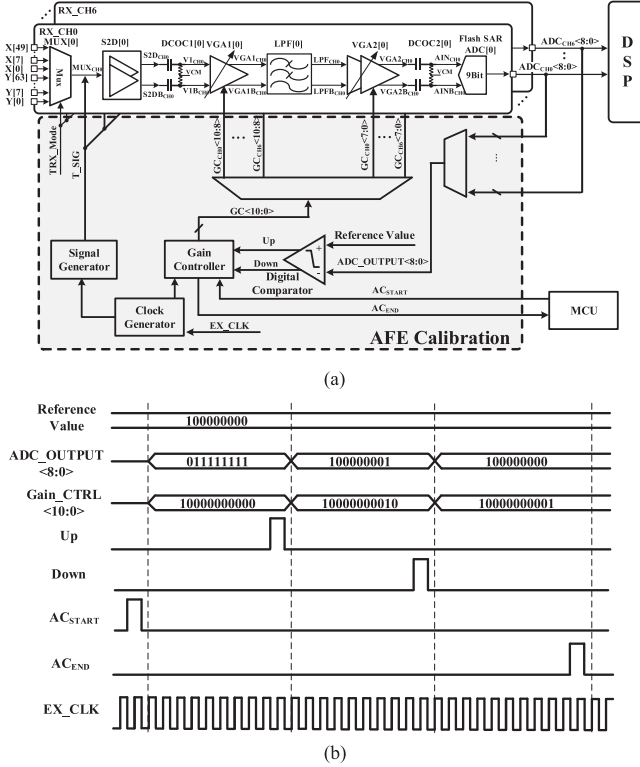 RX_CH6
RX_CH0
X[49]
X[7]
X[0]
Y[63]
Y[7]
Y[0]
MUX[0]
Mux
MUX_CH0
S2D[0]
S2D_CH0
S2DB_CH0
DCOC1[0]
V1_CH0
VCM
V1B_CH0
VGA1[0]
VGA1_CH0
VGA1B_CH0
LPF[0]
LPF_CH0
LPFB_CH0
VGA2[0]
VGA2_CH0
VGA2B_CH0
DCOC2[0]
AIN_CH0
VCM
AINB_CH0
Flash SAR
ADC[0]
9Bit
ADC_CH6<8:0>
ADC_CH0<8:0>
DSP
TRX_Mode
T_SIG
GC_CH0<10:8>
GC_CH6<10:8>
GC_CH0<7:0>
GC_CH6<7:0>
GC<10:0>
Signal
Generator
Gain
Controller
Up
Down
Digital
Comparator
+
-
Reference Value
ADC_OUTPUT<8:0>
Clock
Generator
EX_CLK
AC_START
AC_END
MCU
AFE Calibration
(a)
Reference
Value
100000000
ADC_OUTPUT
<8:0>
011111111
100000001
100000000
Gain_CTRL
<10:0>
10000000000
10000000010
10000000001
Up
Down
AC_START
AC_END
EX_CLK
(b)